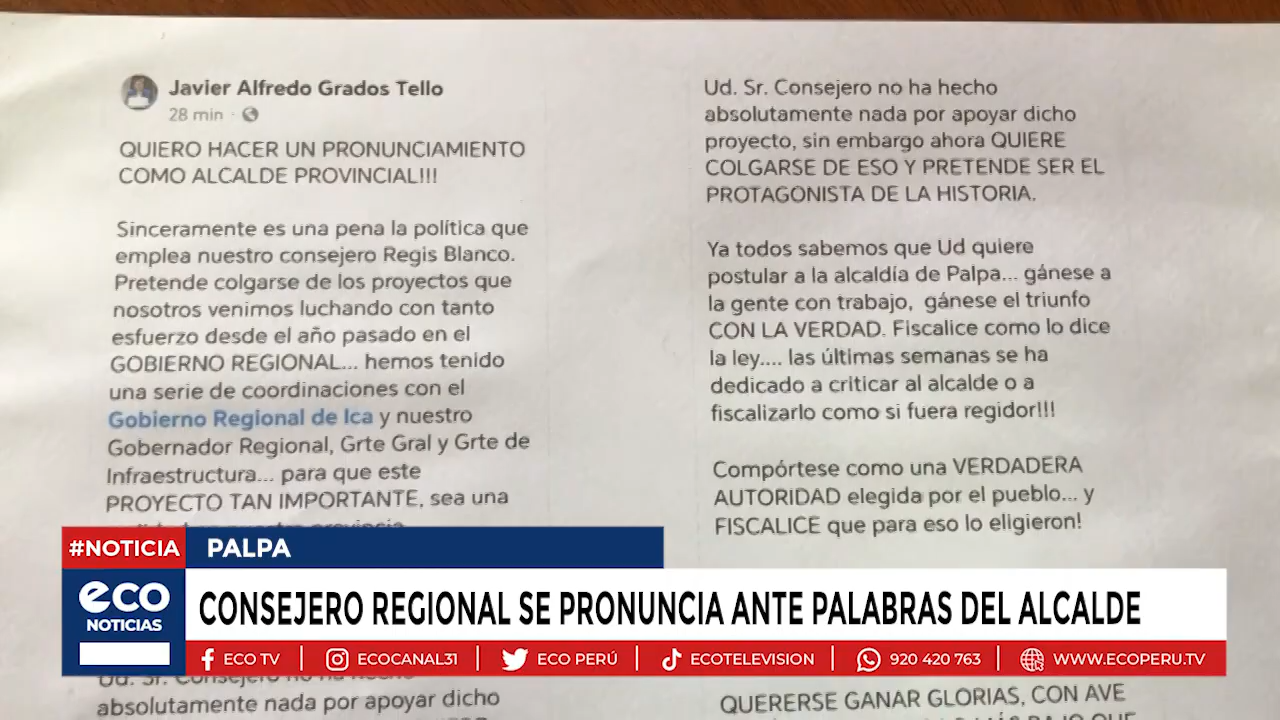 Javier Alfredo Grados Tello
28 min
QUIERO HACER UN PRONUNCIAMIENTO
COMO ALCALDE PROVINCIAL!!!
Sinceramente es una pena la política que
emplea nuestro consejero Regis Blanco.
Pretende colgarse de los proyectos que
nosotros venimos luchando con tanto
esfuerzo desde el año pasado en el
GOBIERNO REGIONAL... hemos tenido
una serie de coordinaciones con el
Gobierno Regional de Ica y nuestro
Gobernador Regional, Grte Gral y Grte de
Infraestructura... para que este
PROYECTO TAN IMPORTANTE, sea una
Ud. Sr. Consejero no ha hecho
absolutamente nada por apoyar dicho
Ud. Sr. Consejero no ha hecho
absolutamente nada por apoyar dicho
proyecto, sin embargo ahora QUIERE
COLGARSE DE ESO Y PRETENDE SER EL
PROTAGONISTA DE LA HISTORIA.
Ya todos sabemos que Ud quiere
postular a la alcaldía de Palpa... gánese a
la gente con trabajo, gánese el triunfo
CON LA VERDAD. Fiscalice como lo dice
la ley.... las últimas semanas se ha
dedicado a criticar al alcalde o a
fiscalizarlo como si fuera regidor!!!
Compórtese como una VERDADERA
AUTORIDAD elegida por el pueblo... y
FISCALICE que para eso lo eligieron!
QUERERSE GANAR GLORIAS, CON AVE
#NOTICIA PALPA
eco
NOTICIAS
CONSEJERO REGIONAL SE PRONUNCIA ANTE PALABRAS DEL ALCALDE
ECO TV ECOCANAL31 ECO PERÚ ECOTELEVISION 920 420 763 WWW.ECOPERU.TV